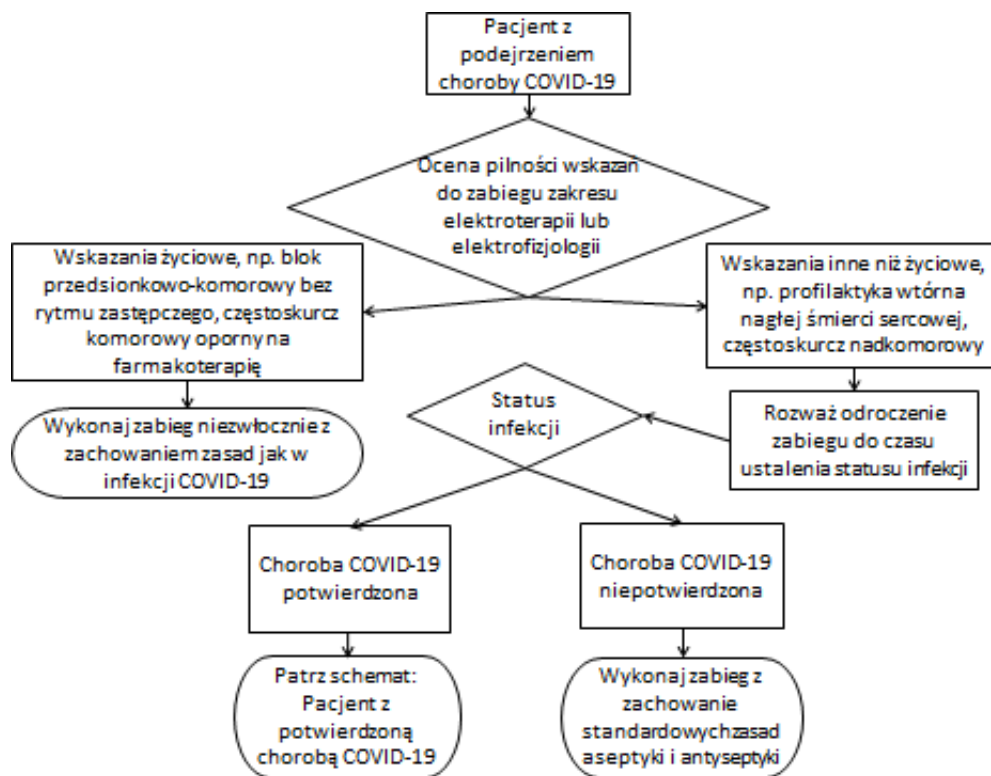 Pacjent z
podejrzeniem
choroby COVID-19
Ocena pilności wskazań
do zabiegu zakresu
elektroterapii lub
elektrofizjologii
Wskazania życiowe, np. blok
przedsionkowo-komorowy bez
rytmu zastępczego, częstoskurcz
komorowy oporny na
farmakoterapię
Wskazania inne niż życiowe,
np. profilaktyka wtórna
nagłej śmierci sercowej,
częstoskurcz nadkomorowy
Wykonaj zabieg niezwłocznie z
zachowaniem zasad jak w
infekcji COVID-19
Status
infekcji
Rozważ odroczenie
zabiegu do czasu
ustalenia statusu infekcji
Choroba COVID-19
potwierdzona
Choroba COVID-19
niepotwierdzona
Patrz schemat:
Pacjent z
potwierdzoną
chorobą COVID-19
Wykonaj zabieg z
zachowanie
standardowychzasad
aseptyki i antyseptyki